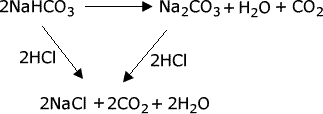 2NaHCO₃ ⟶ Na₂CO₃ + H₂O + CO₂
2HCl 2HCl
2NaCl + 2CO₂ + 2H₂O